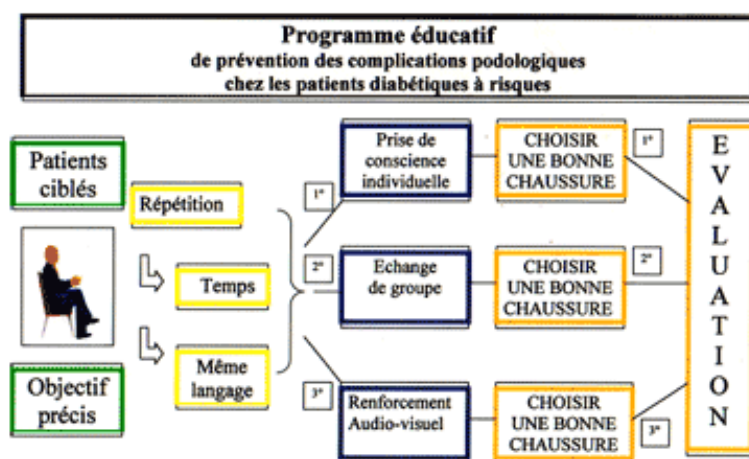 Programme éducatif
de prévention des complications podologiques
chez les patients diabétiques à risques
Patients
ciblés
Répétition
Temps
Même
langage
Objectif
précis
1°
Prise de
conscience
individuelle
CHOISIR
UNE BONNE
CHAUSSURE
1°
2°
Echange
de groupe
CHOISIR
UNE BONNE
CHAUSSURE
2°
3°
Renforcement
Audio-visuel
CHOISIR
UNE BONNE
CHAUSSURE
3°
EVALUATION